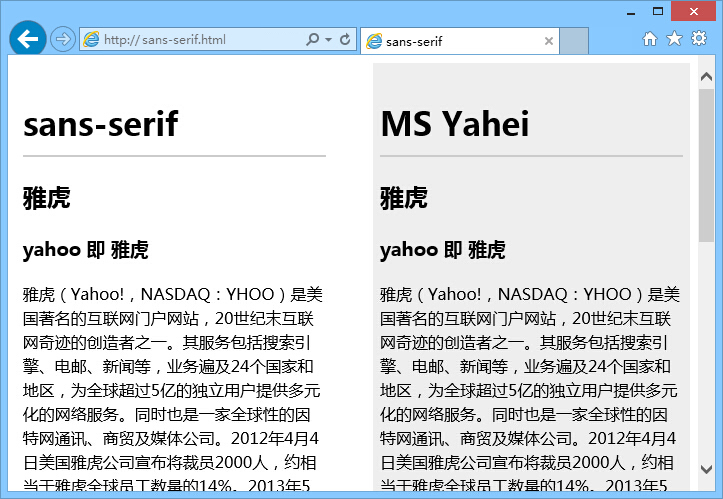 http://sans-serif.html
sans-serif
sans-serif
雅虎
yahoo 即 雅虎
雅虎（Yahoo!，NASDAQ：YHOO）是美
国著名的互联网门户网站，20世纪末互联
网奇迹的创造者之一。其服务包括搜索引
擎、电邮、新闻等，业务遍及24个国家和
地区，为全球超过5亿的独立用户提供多元
化的网络服务。同时也是一家全球性的因
特网通讯、商贸及媒体公司。2012年4月4
日美国雅虎公司宣布将裁员2000人，约相
当于雅虎全球员工数量的14%。2013年5
MS Yahei
雅虎
yahoo 即 雅虎
雅虎（Yahoo!，NASDAQ：YHOO）是美
国著名的互联网门户网站，20世纪末互联
网奇迹的创造者之一。其服务包括搜索引
擎、电邮、新闻等，业务遍及24个国家和
地区，为全球超过5亿的独立用户提供多元
化的网络服务。同时也是一家全球性的因
特网通讯、商贸及媒体公司。2012年4月4
日美国雅虎公司宣布将裁员2000人，约相
当于雅虎全球员工数量的14%。2013年5